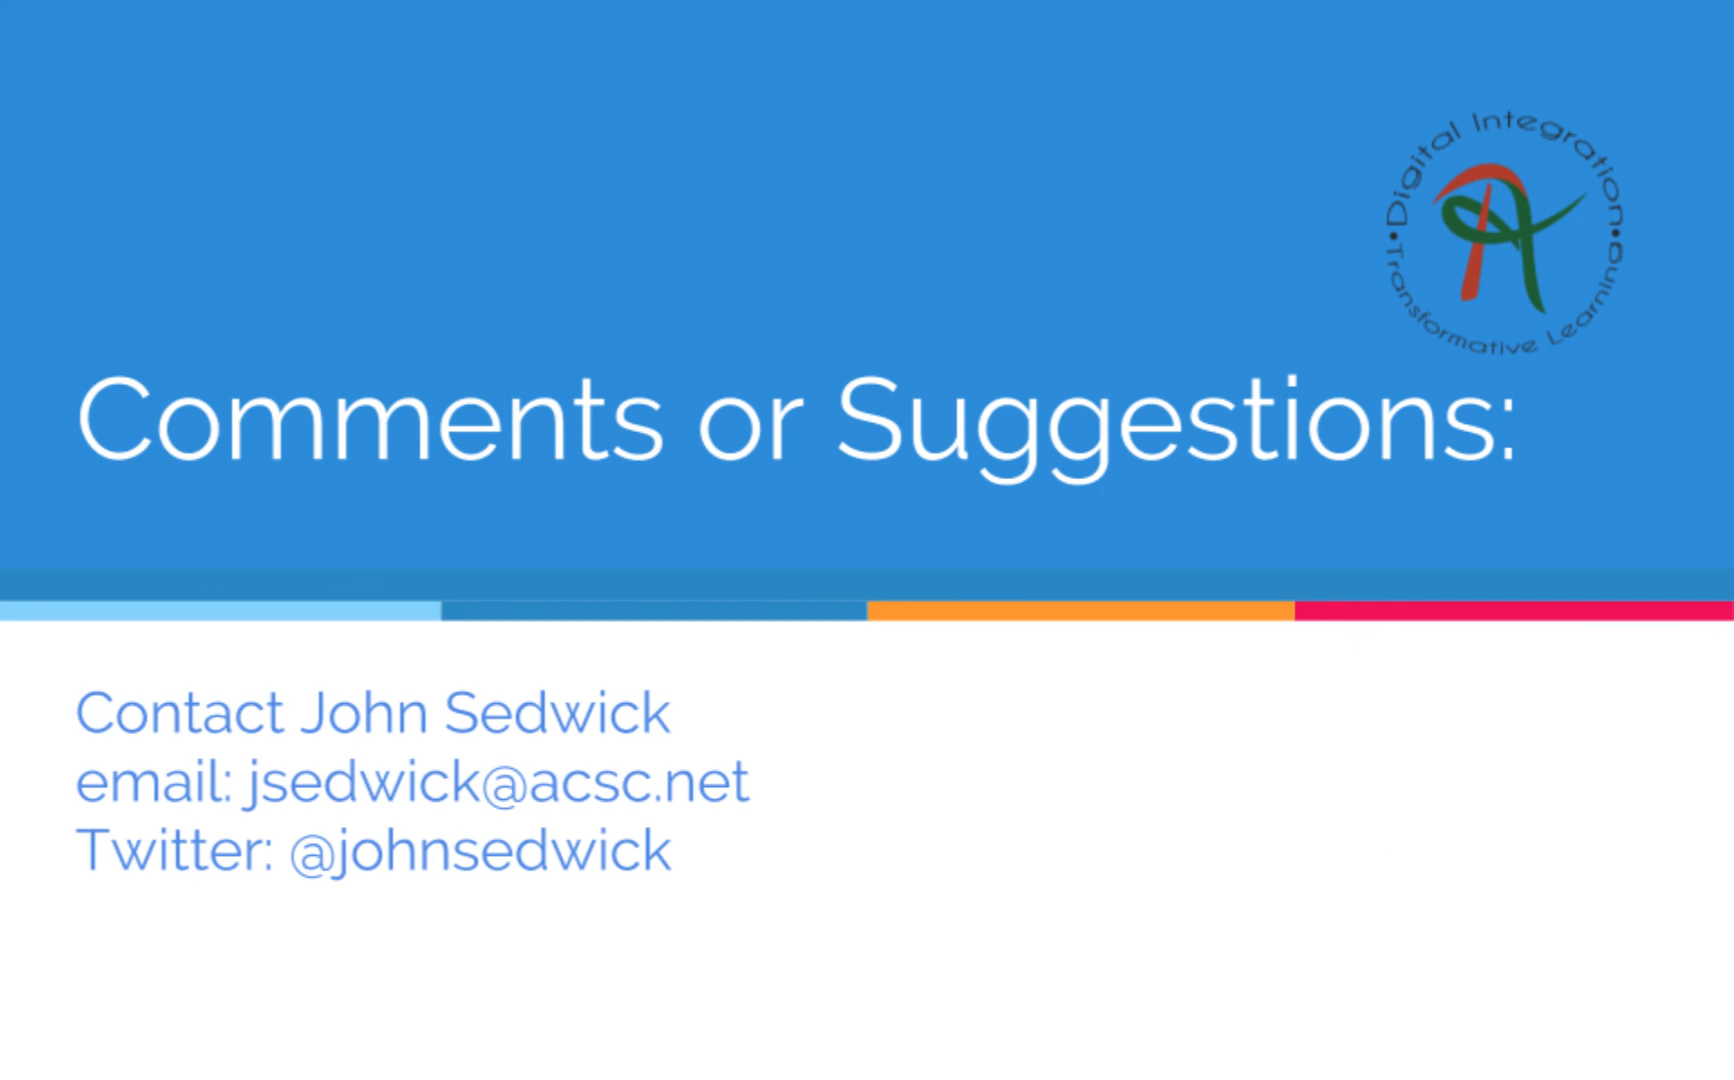 •Digital Integration•
Transformative Learning
Comments or Suggestions:
Contact John Sedwick
email: jsedwick@acsc.net
Twitter: @johnsedwick